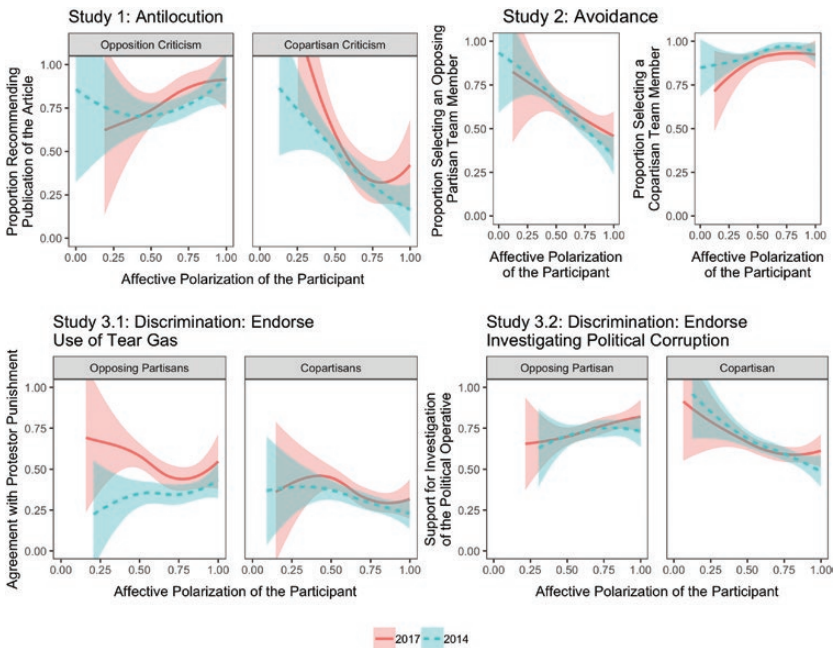 Study 1: Antilocution
Opposition Criticism
Copartisan Criticism
Proportion Recommending
Publication of the Article
1.00
0.75
0.50
0.25
0.00
0.00 0.25 0.50 0.75 1.00
0.00 0.25 0.50 0.75 1.00
Affective Polarization of the Participant
Study 2: Avoidance
Proportion Selecting an Opposing
Partisan Team Member
1.00
0.75
0.50
0.25
0.00
0.00 0.25 0.50 0.75 1.00
Affective Polarization
of the Participant
Proportion Selecting a
Copartisan Team Member
1.00
0.75
0.50
0.25
0.00
0.00 0.25 0.50 0.75 1.00
Affective Polarization
of the Participant
Study 3.1: Discrimination: Endorse
Use of Tear Gas
Opposing Partisans
Copartisans
Agreement with Protestor Punishment
1.00
0.75
0.50
0.25
0.00
0.00 0.25 0.50 0.75 1.00
0.00 0.25 0.50 0.75 1.00
Affective Polarization of the Participant
Study 3.2: Discrimination: Endorse
Investigating Political Corruption
Opposing Partisan
Copartisan
Support for Investigation
of the Political Operative
1.00
0.75
0.50
0.25
0.00
0.00 0.25 0.50 0.75 1.00
0.00 0.25 0.50 0.75 1.00
Affective Polarization of the Participant
2017 2014